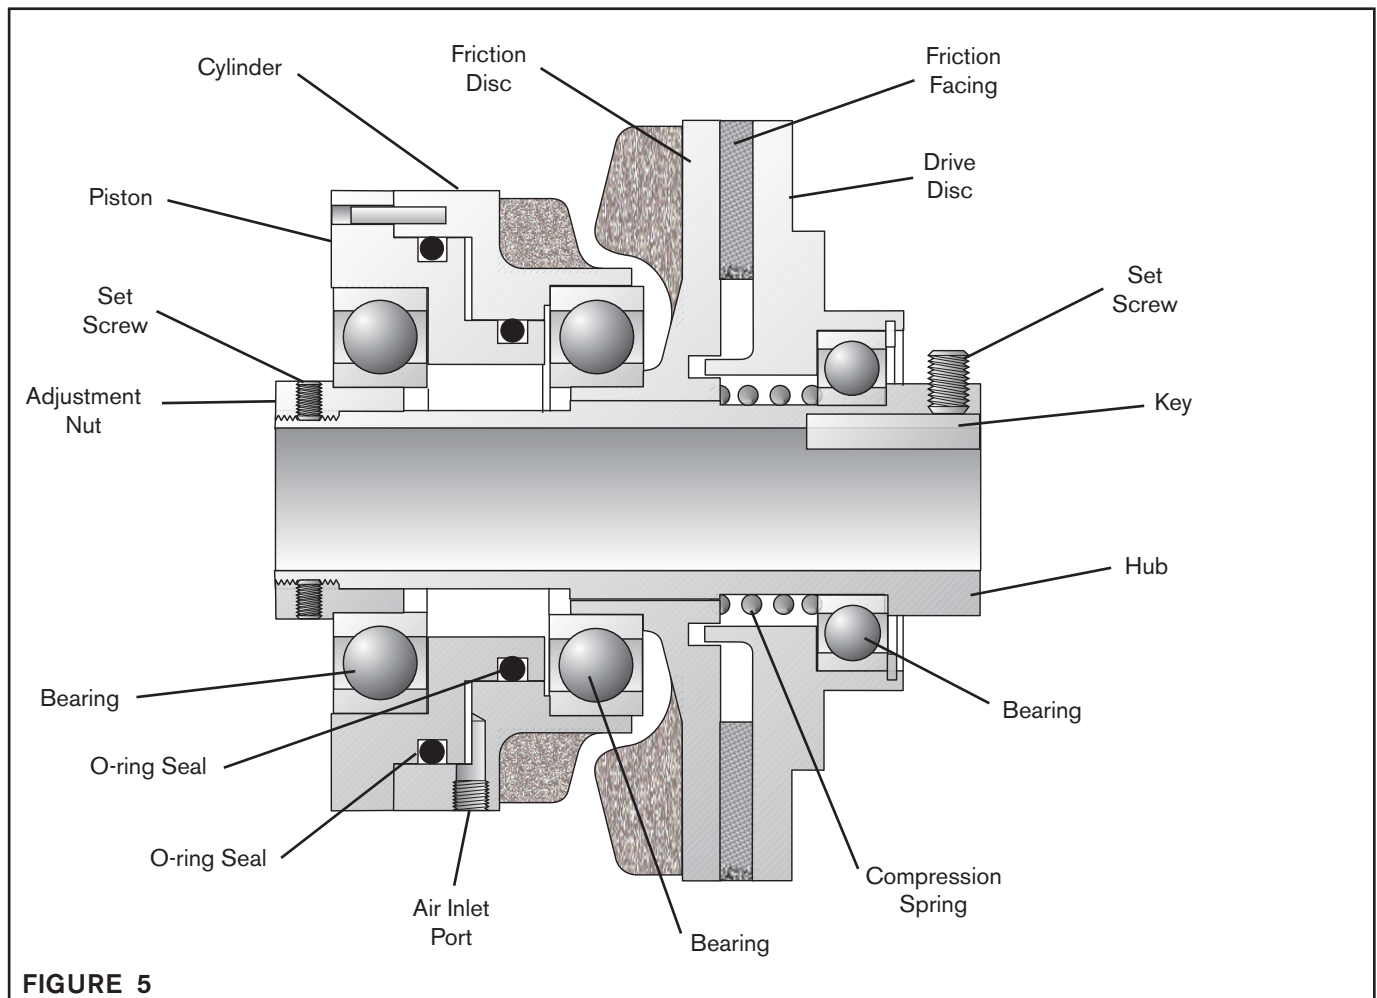 Friction
Disc
Friction
Facing
Cylinder
Drive
Disc
Piston
Set
Screw
Set
Screw
Adjustment
Nut
Key
Hub
Bearing
Bearing
O-ring Seal
O-ring Seal
Compression
Spring
Air Inlet
Port
Bearing
FIGURE 5